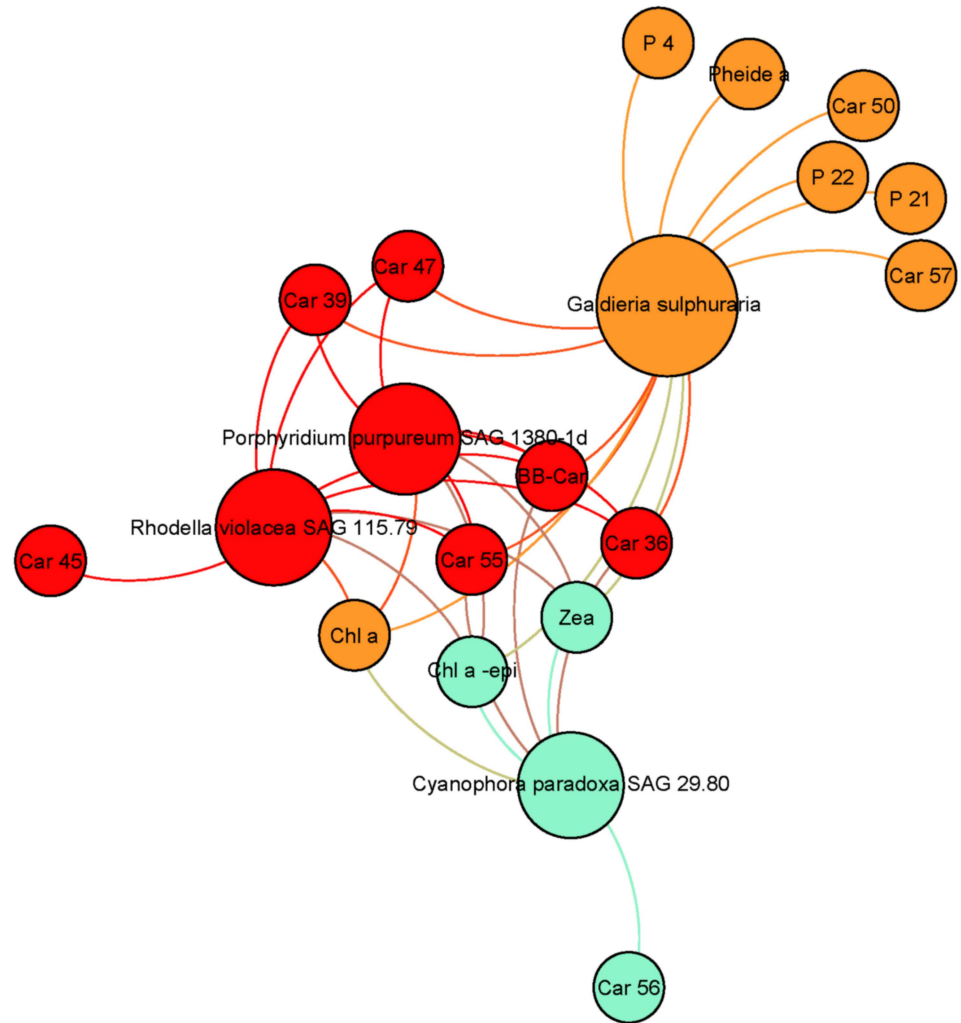 P 4
Pheide a
Car 50
P 22
P 21
Car 47
Car 57
Car 39
Galdieria sulphuraria
Porphyridium purpureum SAG 1380-1d
BB-Car
Rhodella violacea SAG 115.79
Car 36
Car 45
Car 55
Zea
Chl a
Chl a -epi
Cyanophora paradoxa SAG 29.80
Car 56